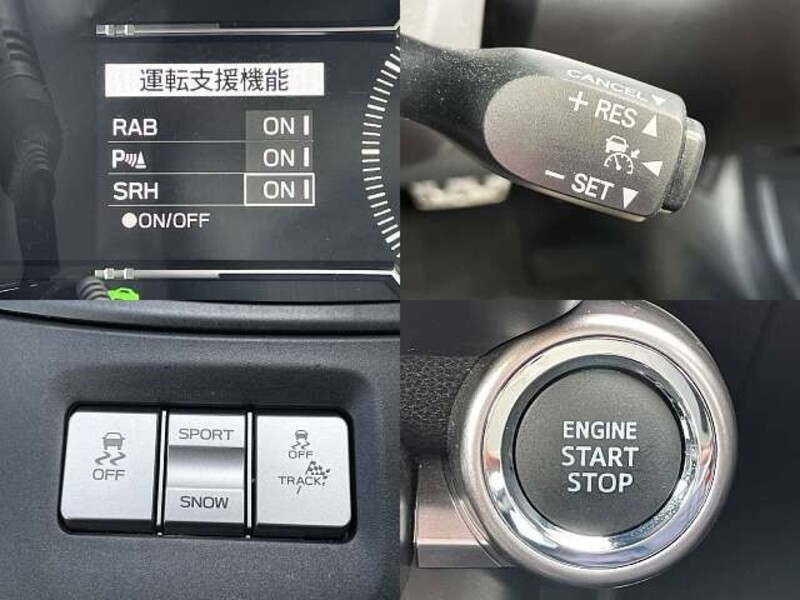 運転支援機能
RAB ON
P ON
SRH ON
●ON/OFF
CANCEL ▼
+ RES ▲
- SET ▼
OFF
SPORT
SNOW
OFF
TRACK
ENGINE
START
STOP